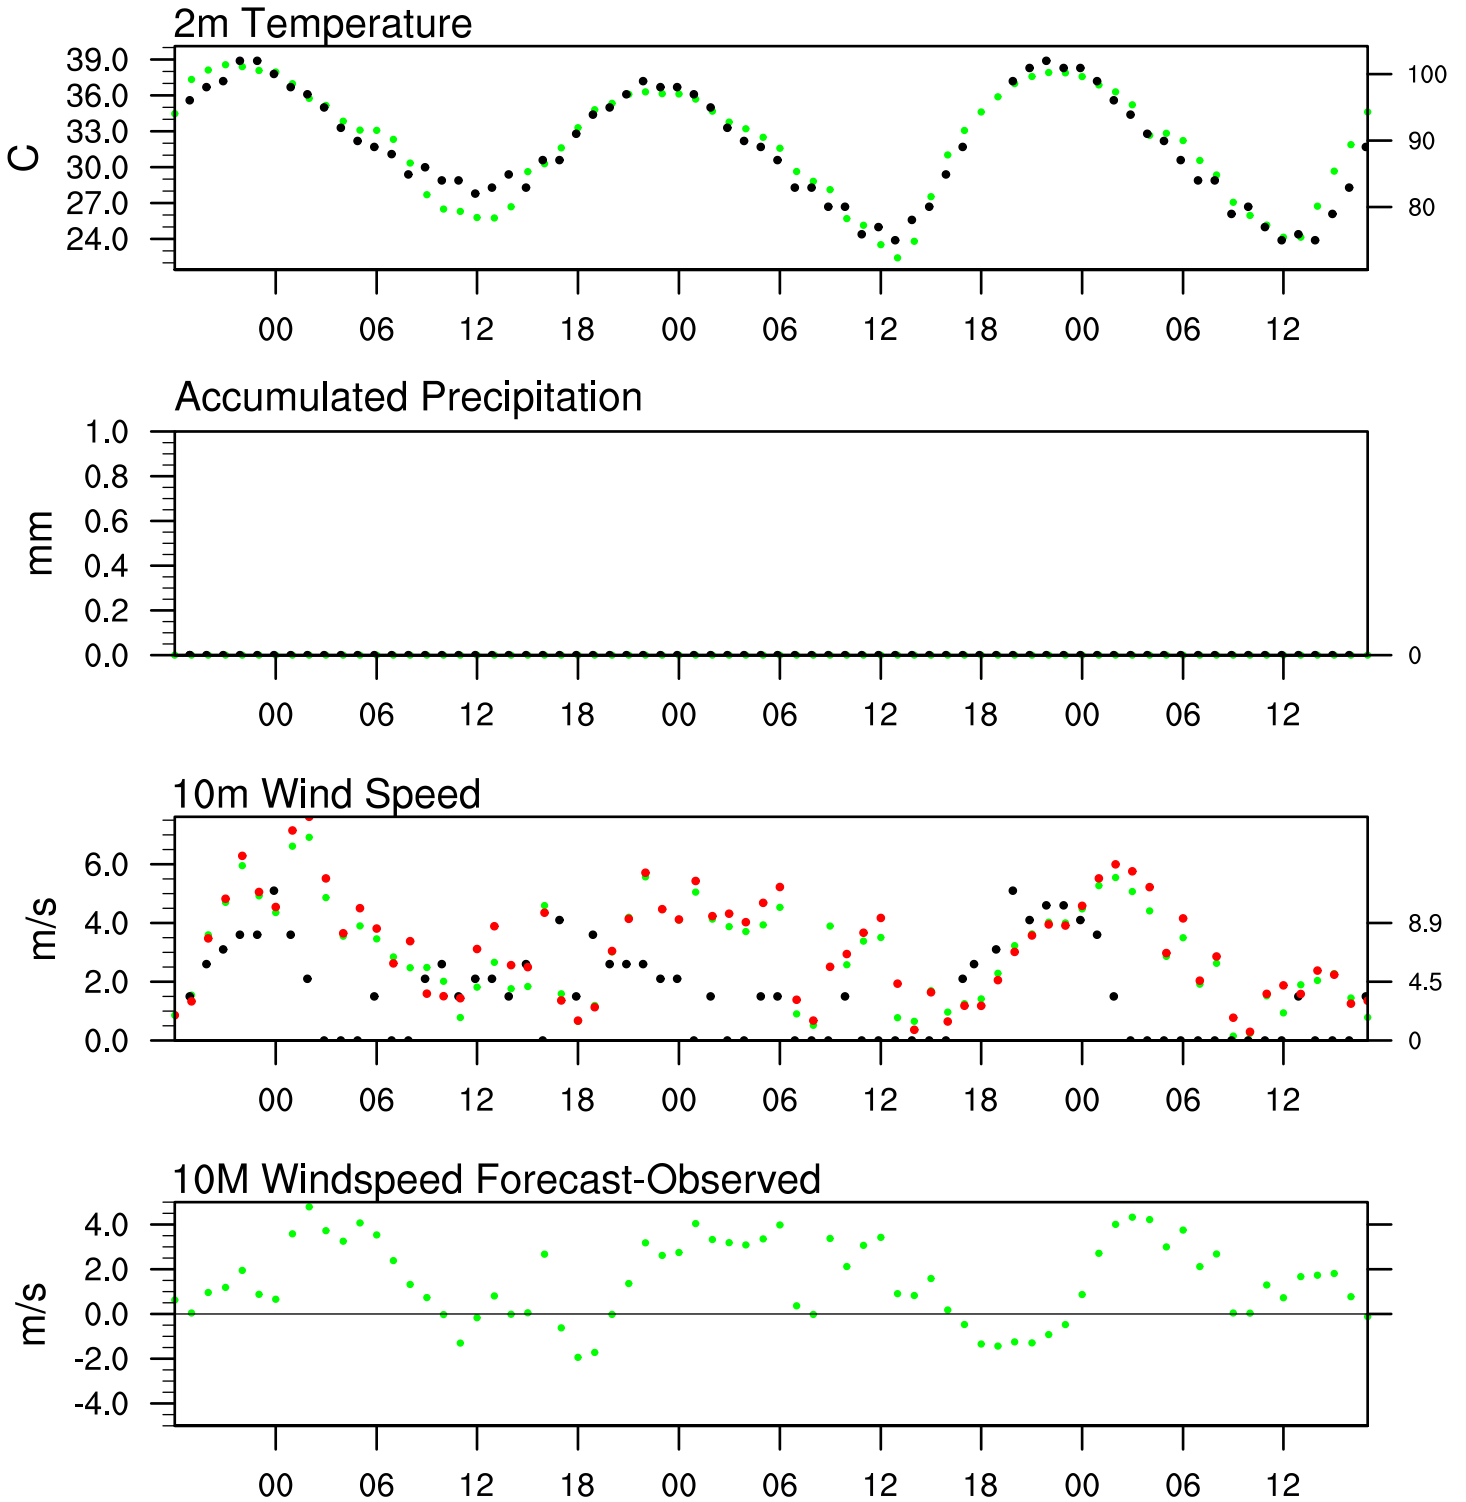 2m Temperature
39.0
36.0
33.0
30.0
27.0
24.0
C
100
90
80
00 06 12 18 00 06 12 18 00 06 12
Accumulated Precipitation
1.0
0.8
0.6
0.4
0.2
0.0
mm
0
00 06 12 18 00 06 12 18 00 06 12
10m Wind Speed
6.0
4.0
2.0
0.0
m/s
8.9
4.5
0
00 06 12 18 00 06 12 18 00 06 12
10M Windspeed Forecast-Observed
4.0
2.0
0.0
-2.0
-4.0
m/s
00 06 12 18 00 06 12 18 00 06 12